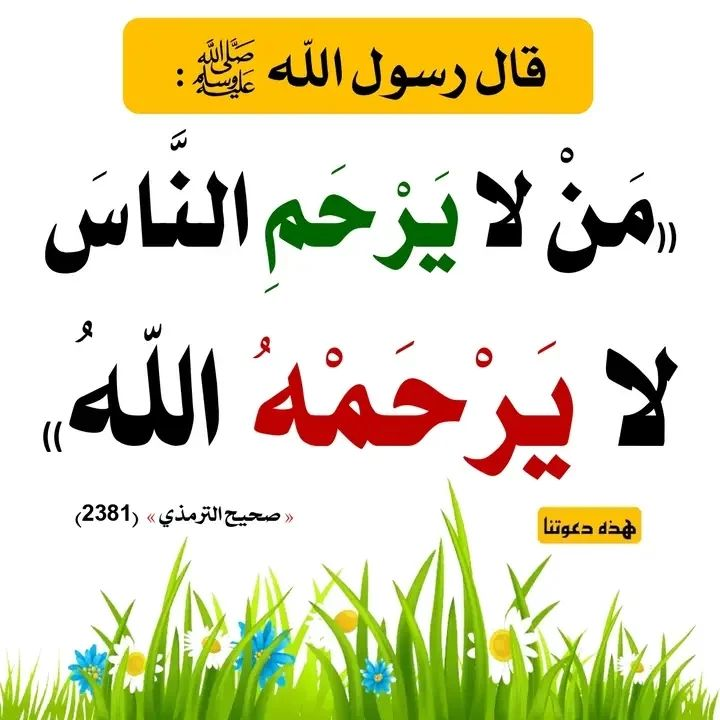 قال رسول الله ﷺ :
«مَنْ لا يَرْحَمِ النَّاسَ
لا يَرْحَمْهُ اللّهُ»
« صحيح الترمذي » (2381)
هذه دعوتنا